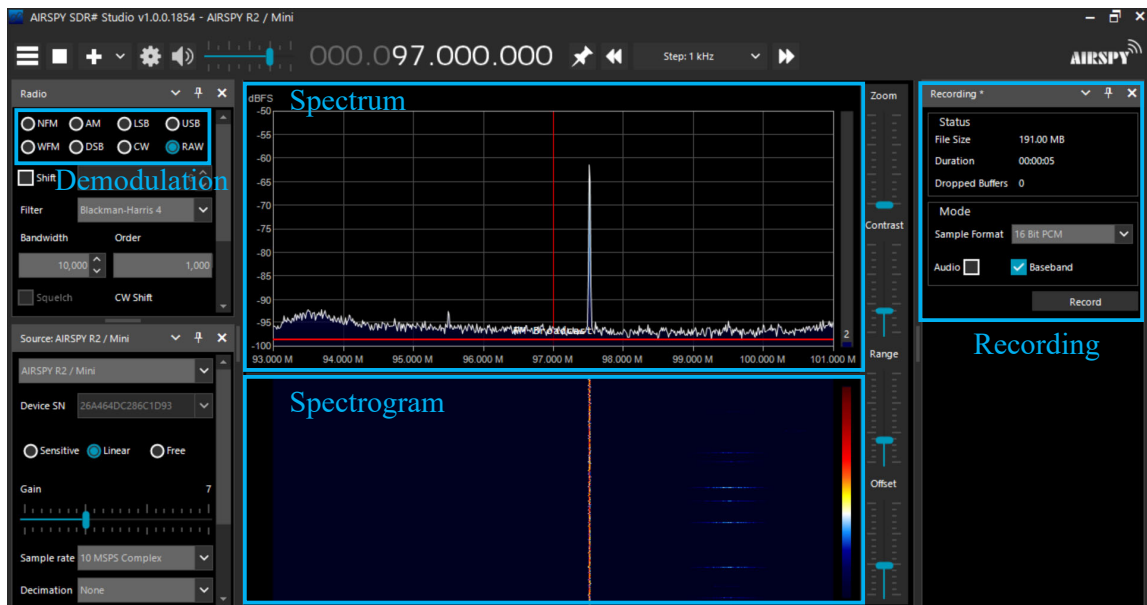 AIRSPY SDR# Studio v1.0.0.1854 - AIRSPY R2 / Mini
000.097.000.000
Step: 1 kHz
AIRSPY
Radio
NFM AM LSB USB
WFM DSB CW RAW
Shift
Demodulation
Filter Blackman-Harris 4
Bandwidth Order
10,000 1,000
Squelch CW Shift
Source: AIRSPY R2 / Mini
AIRSPY R2 / Mini
Device SN 26A464DC286C1D93
Sensitive Linear Free
Gain 7
Sample rate 10 MSPS Complex
Decimation None
dBFS
Spectrum
-50
-55
-60
-65
-70
-75
-80
-85
-90
-95
-100
FM Broadcast
2
93.000 M 94.000 M 95.000 M 96.000 M 97.000 M 98.000 M 99.000 M 100.000 M 101.000 M
Spectrogram
Zoom
Contrast
Range
Offset
Recording *
Status
File Size 191.00 MB
Duration 00:00:05
Dropped Buffers 0
Mode
Sample Format 16 Bit PCM
Audio Baseband
Record
Recording